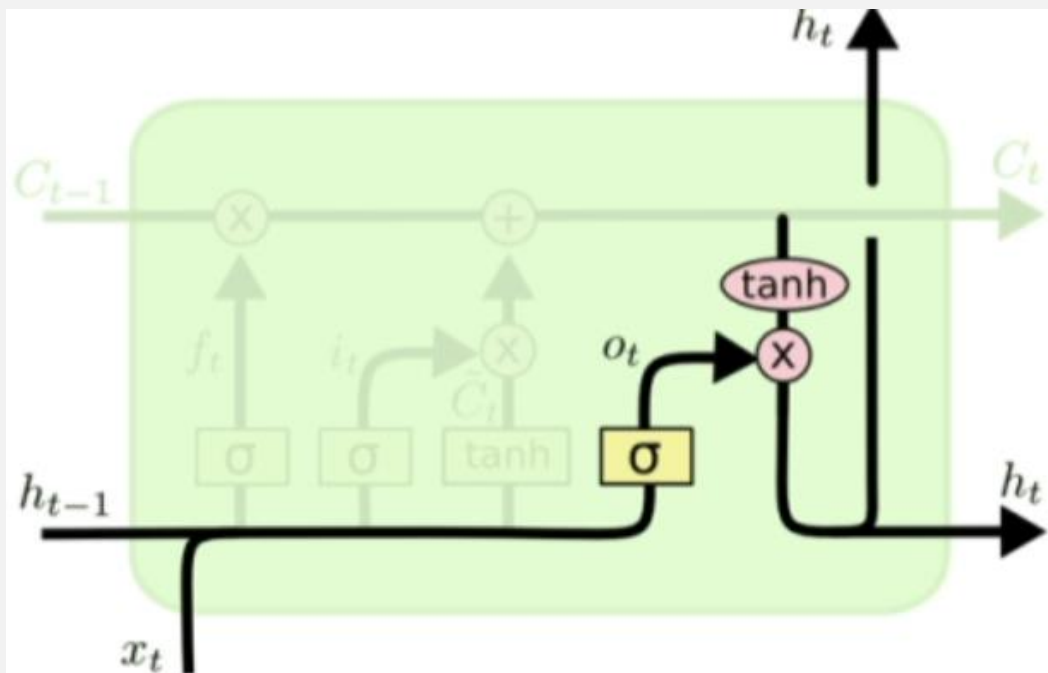 h_t
C_{t-1}
C_t
x
+
tanh
f_t
i_t
x
o_t
x
C̃_t
σ
σ
tanh
σ
h_{t-1}
h_t
x_t